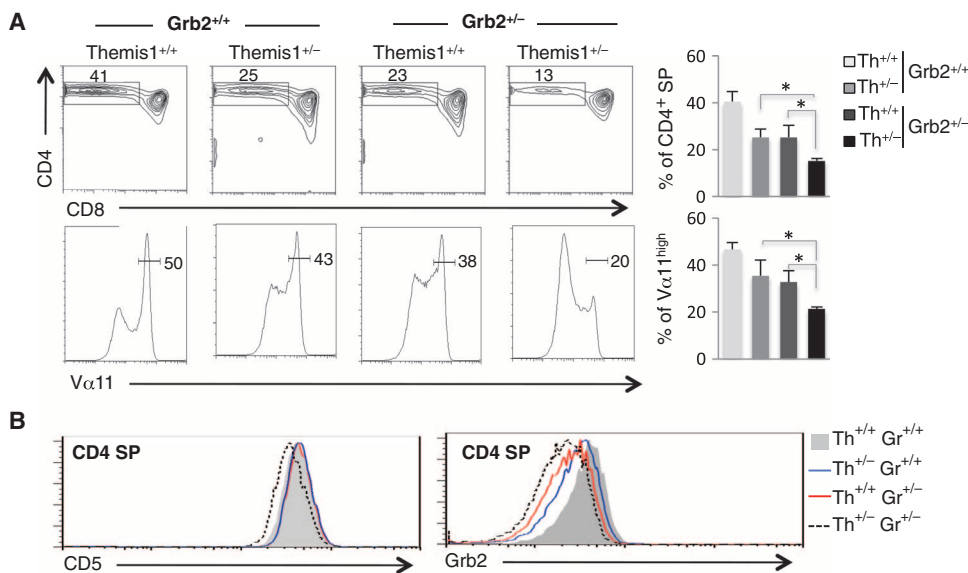 A
Grb2+/+
Grb2+/-
Themis1+/+
Themis1+/-
Themis1+/+
Themis1+/-
41
25
23
13
CD4
CD8
50
43
38
20
Vα11
60
40
20
0
% of CD4+ SP
*
*
Th+/+
Th+/-
Grb2+/+
Th+/+
Th+/-
Grb2+/-
60
40
20
0
% of Vα11high
*
*
B
CD4 SP
CD5
CD4 SP
Grb2
Th+/+ Gr+/+
Th+/- Gr+/+
Th+/+ Gr+/-
Th+/- Gr+/-